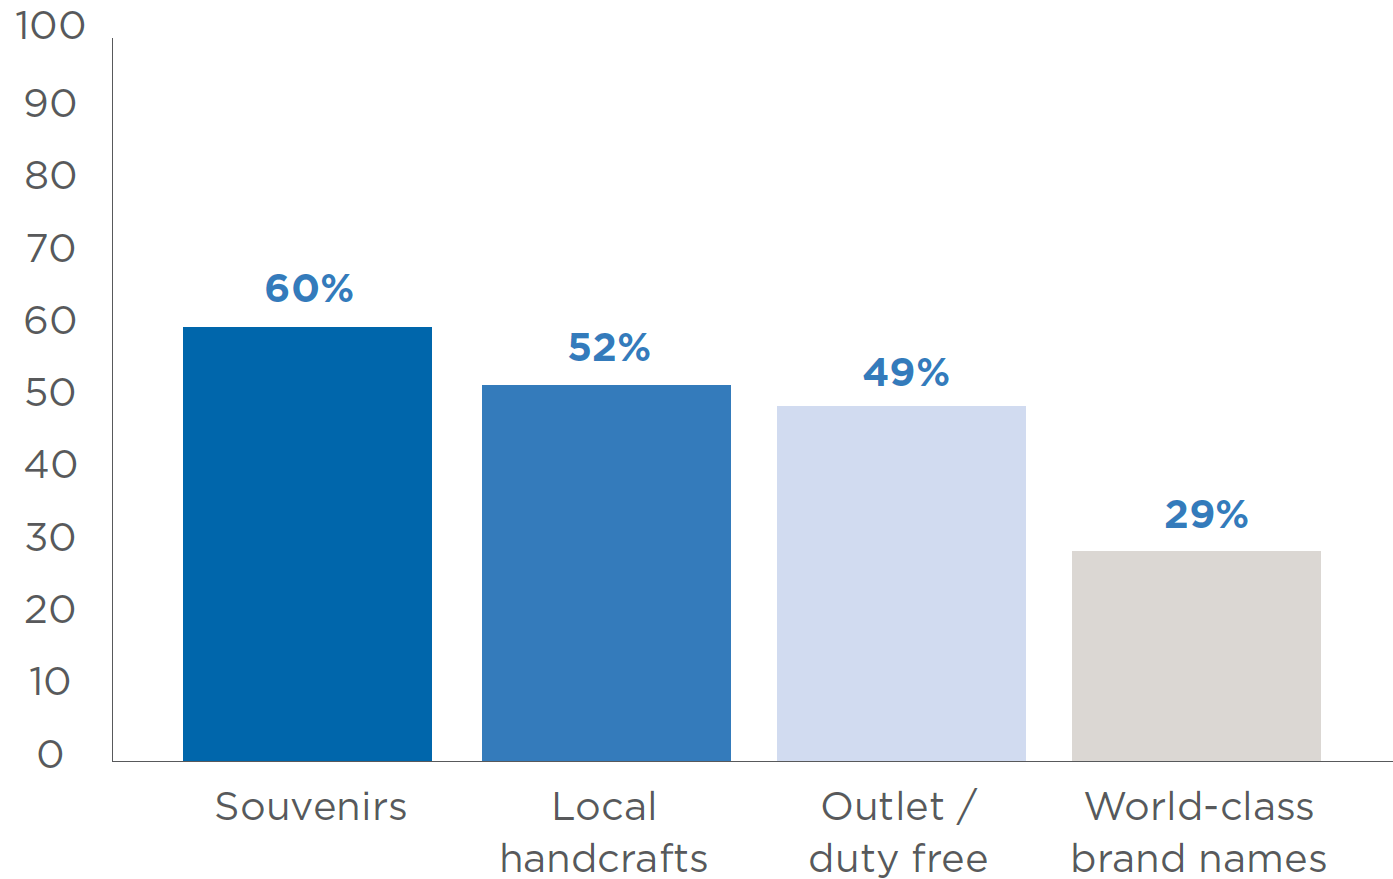 100
90
80
70
60
50
40
30
20
10
0
60%
52%
49%
29%
Souvenirs
Local
handcrafts
Outlet /
duty free
World-class
brand names